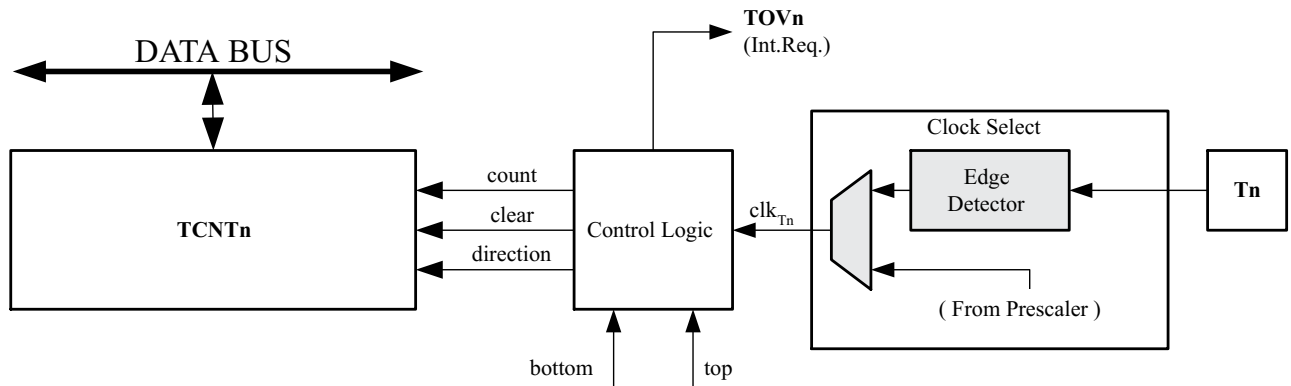 TOVn
(Int.Req.)
DATA BUS
Clock Select
count
Edge
Detector
Tn
clkTn
TCNTn
clear
Control Logic
direction
( From Prescaler )
bottom
top